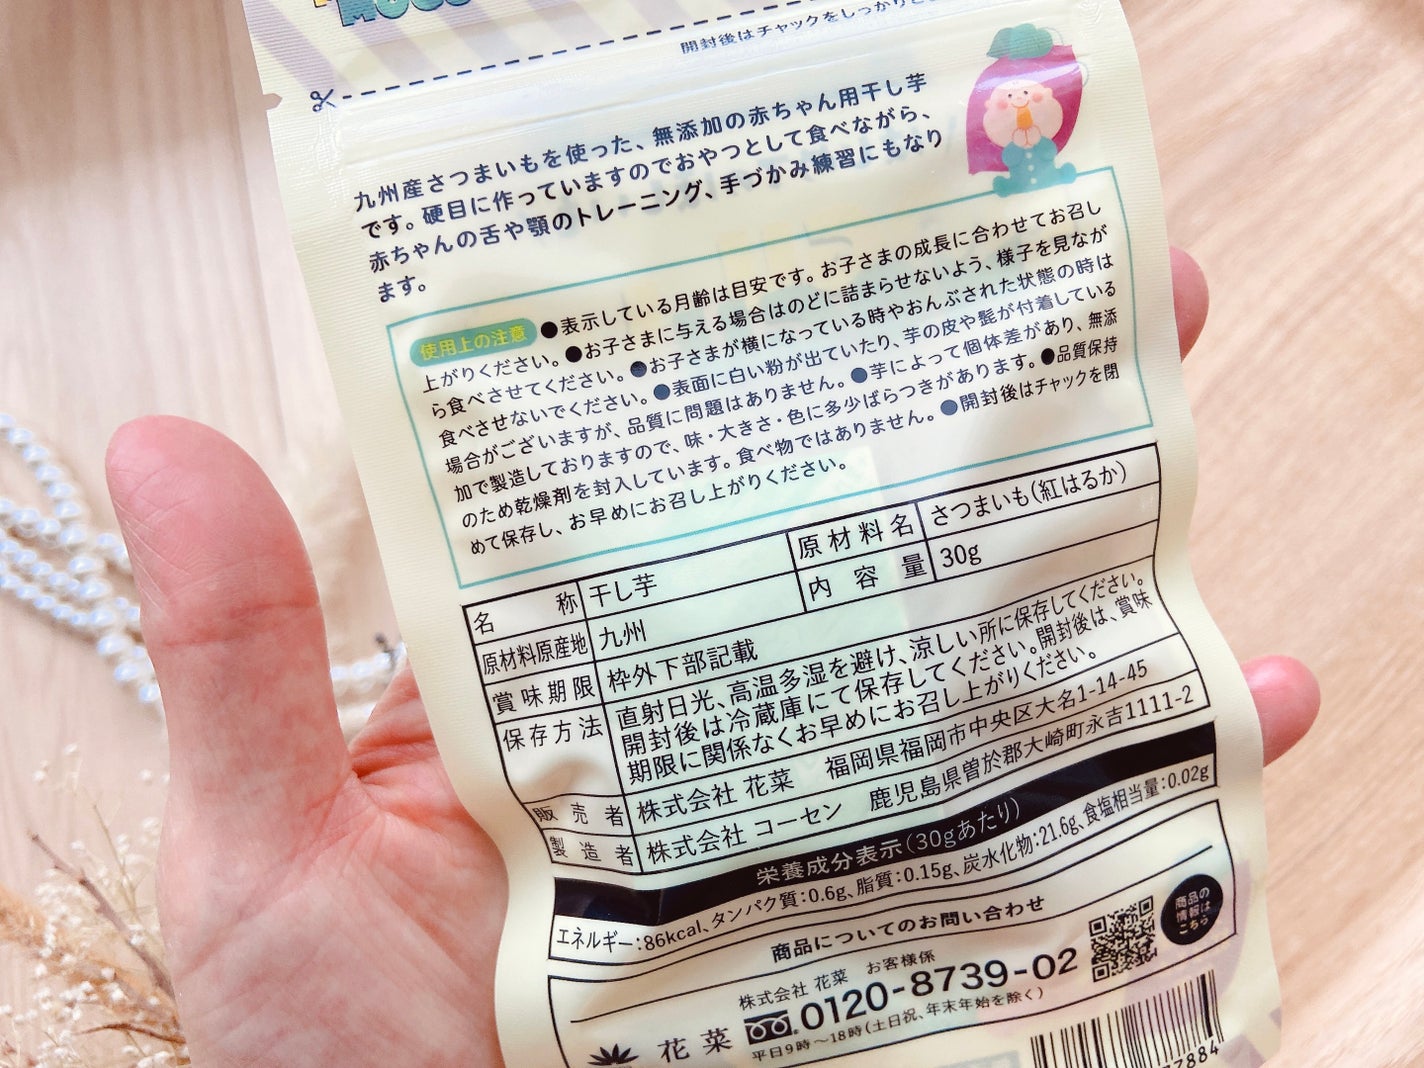 開封後はチャックをしっかりと
九州産さつまいもを使った、無添加の赤ちゃん用干し芋
です。硬目に作っていますのでおやつとして食べながら、
赤ちゃんの舌や顎のトレーニング、手づかみ練習にもなり
ます。
使用上の注意 ●表示している月齢は目安です。お子さまの成長に合わせてお召し
上がりください。●お子さまに与える場合はのどに詰まらせないよう、様子を見なが
ら食べさせてください。●お子さまが横になっている時やおんぶされた状態の時は
食べさせないでください。●表面に白い粉が出ていたり、芋の皮や髭が付着している
場合がございますが、品質に問題はありません。●芋によって個体差があり、無添
加で製造しておりますので、味・大きさ・色に多少ばらつきがあります。●品質保持
のため乾燥剤を封入しています。食べ物ではありません。●開封後はチャックを閉
めて保存し、お早めにお召し上がりください。
名称 干し芋 原材料名 さつまいも(紅はるか)
原材料原産地 九州 内容量 30g
賞味期限 枠外下部記載
保存方法 直射日光、高温多湿を避け、涼しい所に保存してください。
開封後は冷蔵庫にて保存してください。開封後は、賞味
期限に関係なくお早めにお召し上がりください。
販売者 株式会社 花菜 福岡県福岡市中央区大名1-14-45
製造者 株式会社 コーセン 鹿児島県曽於郡大崎町永吉1111-2
栄養成分表示(30gあたり)
エネルギー:86kcal、タンパク質:0.6g、脂質:0.15g、炭水化物:21.6g、食塩相当量:0.02g
商品についてのお問い合わせ
株式会社 花菜 お客様係
花菜 0120-8739-02
平日9時〜18時(土日祝、年末年始を除く)
商品の
情報は
こちら
7884